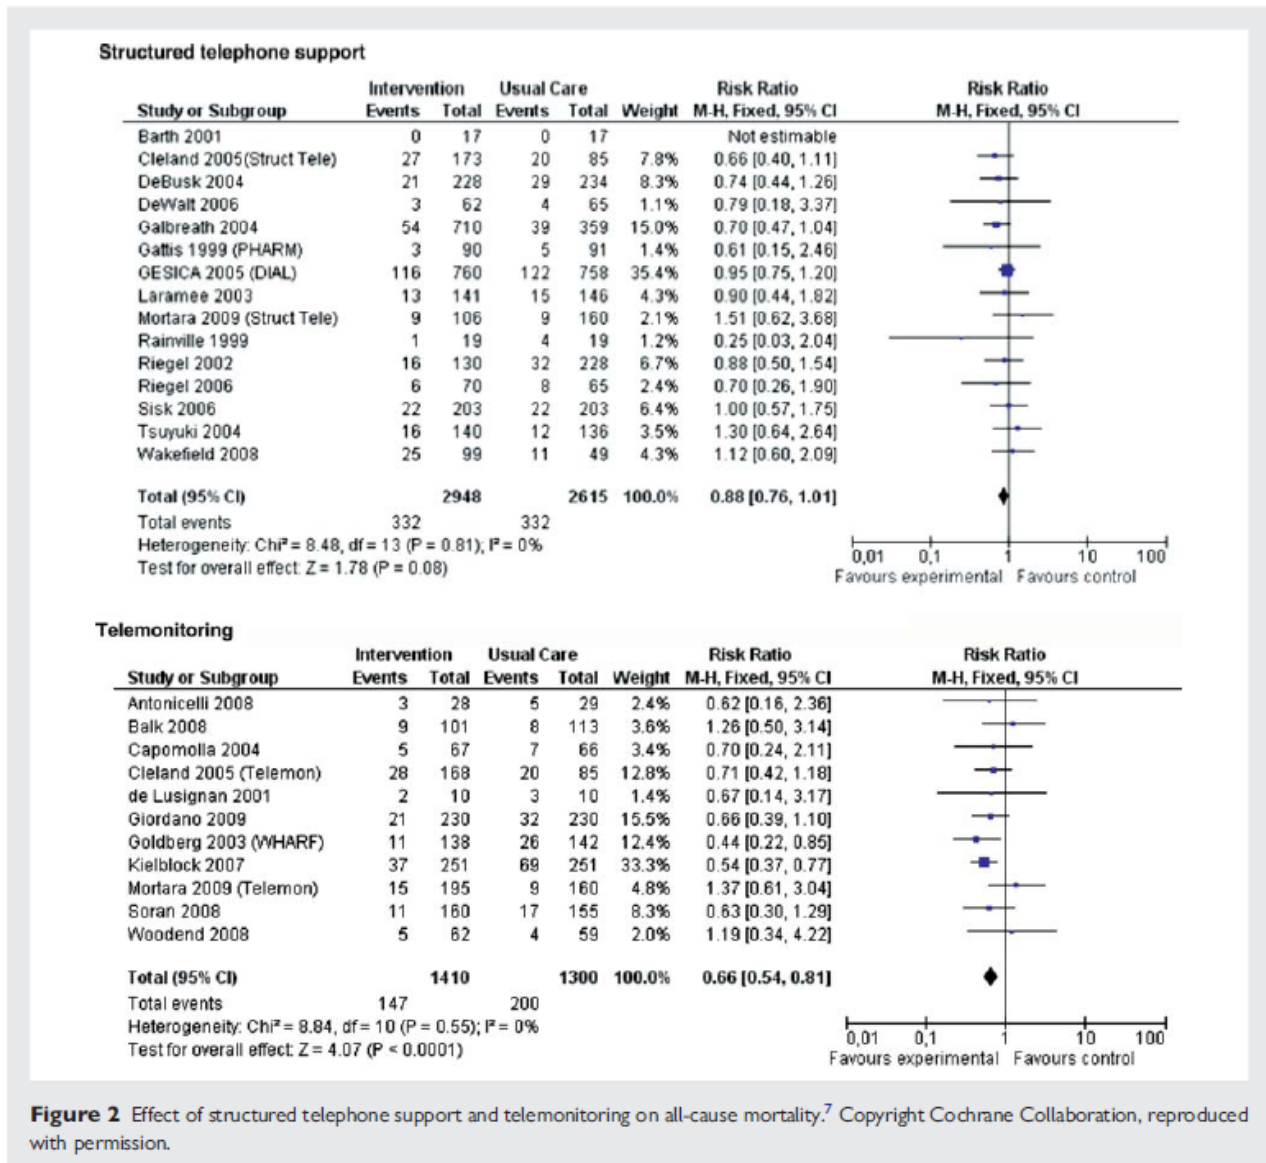 Structured telephone support
Intervention Usual Care Risk Ratio Risk Ratio
Study or Subgroup Events Total Events Total Weight M-H, Fixed, 95% CI M-H, Fixed, 95% CI
Barth 2001 0 17 0 17 Not estimable
Cleland 2005(Struct Tele) 27 173 20 85 7.8% 0.66 [0.40, 1.11]
DeBusk 2004 21 228 29 234 8.3% 0.74 [0.44, 1.26]
DeWalt 2006 3 62 4 65 1.1% 0.79 [0.18, 3.37]
Galbreath 2004 54 710 39 359 15.0% 0.70 [0.47, 1.04]
Gattis 1999 (PHARM) 3 90 5 91 1.4% 0.61 [0.15, 2.46]
GESICA 2005 (DIAL) 116 760 122 758 35.4% 0.95 [0.75, 1.20]
Laramee 2003 13 141 15 146 4.3% 0.90 [0.44, 1.82]
Mortara 2009 (Struct Tele) 9 106 9 160 2.1% 1.51 [0.62, 3.68]
Rainville 1999 1 19 4 19 1.2% 0.25 [0.03, 2.04]
Riegel 2002 16 130 32 228 6.7% 0.88 [0.50, 1.54]
Riegel 2006 6 70 8 65 2.4% 0.70 [0.26, 1.90]
Sisk 2006 22 203 22 203 6.4% 1.00 [0.57, 1.75]
Tsuyuki 2004 16 140 12 136 3.5% 1.30 [0.64, 2.64]
Wakefield 2008 25 99 11 49 4.3% 1.12 [0.60, 2.09]
Total (95% CI) 2948 2615 100.0% 0.88 [0.76, 1.01]
Total events 332 332
Heterogeneity: Chi² = 8.48, df = 13 (P = 0.81); I² = 0%
Test for overall effect: Z = 1.78 (P = 0.08)
0,01 0,1 1 10 100
Favours experimental Favours control
Telemonitoring
Intervention Usual Care Risk Ratio Risk Ratio
Study or Subgroup Events Total Events Total Weight M-H, Fixed, 95% CI M-H, Fixed, 95% CI
Antonicelli 2008 3 28 5 29 2.4% 0.62 [0.16, 2.36]
Balk 2008 9 101 8 113 3.6% 1.26 [0.50, 3.14]
Capomolla 2004 5 67 7 66 3.4% 0.70 [0.24, 2.11]
Cleland 2005 (Telemon) 28 168 20 85 12.8% 0.71 [0.42, 1.18]
de Lusignan 2001 2 10 3 10 1.4% 0.67 [0.14, 3.17]
Giordano 2009 21 230 32 230 15.5% 0.66 [0.39, 1.10]
Goldberg 2003 (WHARF) 11 138 26 142 12.4% 0.44 [0.22, 0.85]
Kielblock 2007 37 251 69 251 33.3% 0.54 [0.37, 0.77]
Mortara 2009 (Telemon) 15 195 9 160 4.8% 1.37 [0.61, 3.04]
Soran 2008 11 160 17 155 8.3% 0.63 [0.30, 1.29]
Woodend 2008 5 62 4 59 2.0% 1.19 [0.34, 4.22]
Total (95% CI) 1410 1300 100.0% 0.66 [0.54, 0.81]
Total events 147 200
Heterogeneity: Chi² = 8.84, df = 10 (P = 0.55); I² = 0%
Test for overall effect: Z = 4.07 (P < 0.0001)
0,01 0,1 1 10 100
Favours experimental Favours control
Figure 2 Effect of structured telephone support and telemonitoring on all-cause mortality.7 Copyright Cochrane Collaboration, reproduced
with permission.